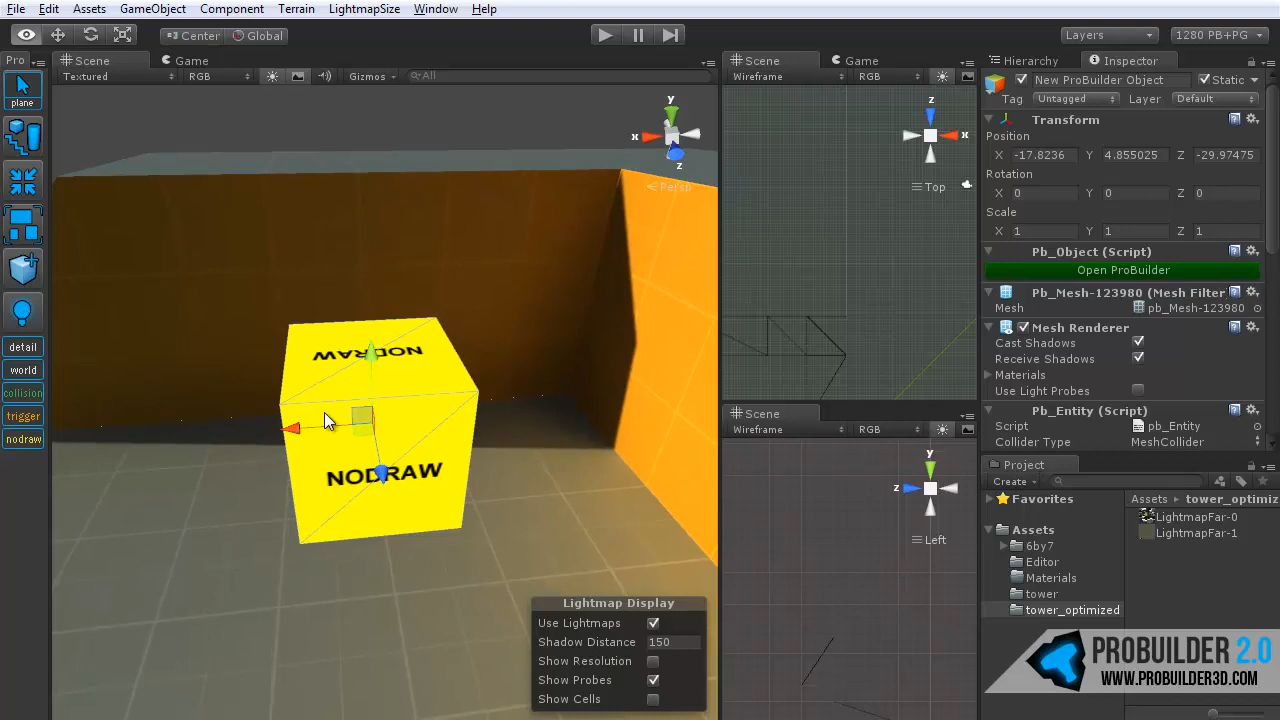 File Edit Assets GameObject Component Terrain LightmapSize Window Help
Center Global Layers 1280 PB+PG
Pro Scene Game
Textured RGB Gizmos All
plane
detail
world
collision
trigger
nodraw
y
x
z
Persp
NODRAW
NODRAW
Lightmap Display
Use Lightmaps
Shadow Distance 150
Show Resolution
Show Probes
Show Cells
Scene Game
Wireframe RGB
z
x
Top
Scene
Wireframe RGB
y
z
Left
Hierarchy Inspector
New ProBuilder Object Static
Tag Untagged Layer Default
Transform
Position
X -17.8236 Y 4.855025 Z -29.97475
Rotation
X 0 Y 0 Z 0
Scale
X 1 Y 1 Z 1
Pb_Object (Script)
Open ProBuilder
Pb_Mesh-123980 (Mesh Filter
Mesh pb_Mesh-123980
Mesh Renderer
Cast Shadows
Receive Shadows
Materials
Use Light Probes
Pb_Entity (Script)
Script pb_Entity
Collider Type MeshCollider
Project
Create
Favorites
Assets
6by7
Editor
Materials
tower
tower_optimized
Assets tower_optimiz
LightmapFar-0
LightmapFar-1
PROBUILDER 2.0
WWW.PROBUILDER3D.COM